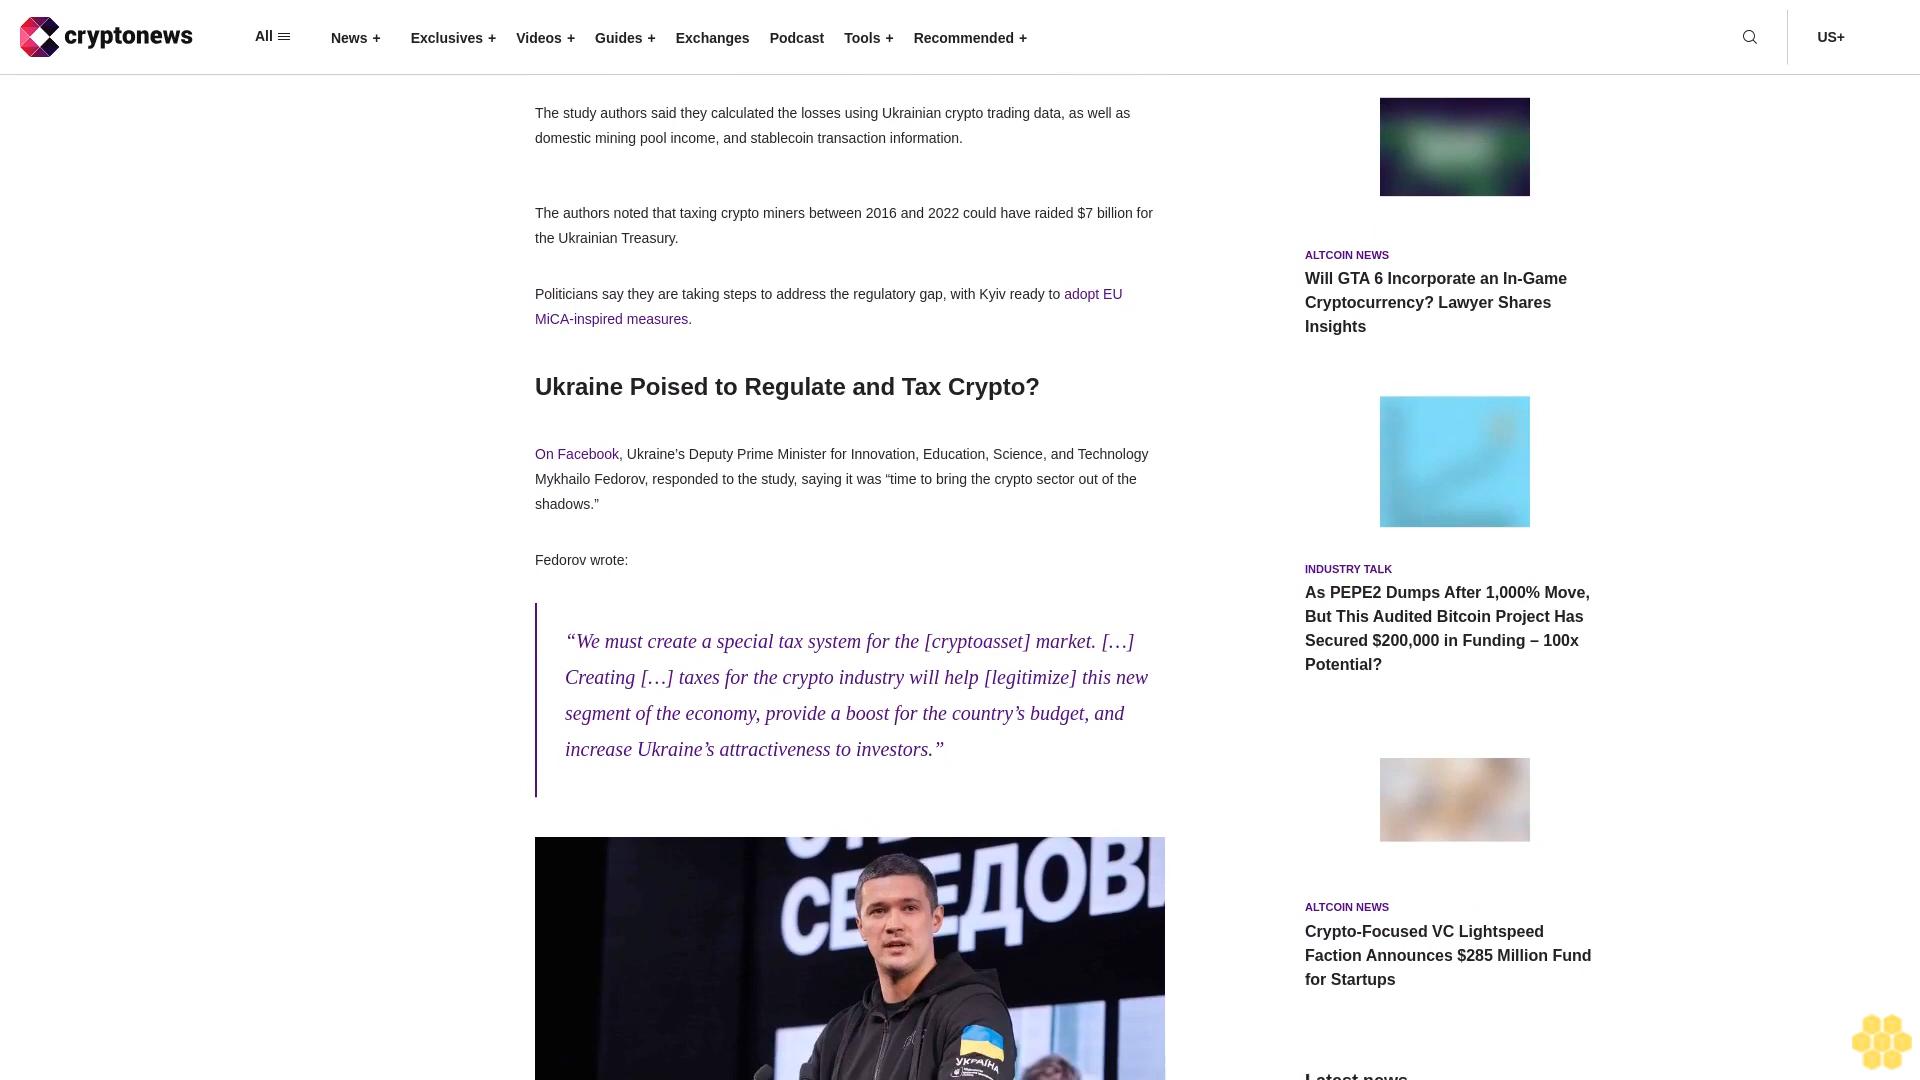 cryptonews
All
News +
Exclusives +
Videos +
Guides +
Exchanges
Podcast
Tools +
Recommended +
US+
The study authors said they calculated the losses using Ukrainian crypto trading data, as well as
domestic mining pool income, and stablecoin transaction information.
The authors noted that taxing crypto miners between 2016 and 2022 could have raided $7 billion for
the Ukrainian Treasury.
Politicians say they are taking steps to address the regulatory gap, with Kyiv ready to adopt EU
MiCA-inspired measures.
Ukraine Poised to Regulate and Tax Crypto?
On Facebook, Ukraine’s Deputy Prime Minister for Innovation, Education, Science, and Technology
Mykhailo Fedorov, responded to the study, saying it was “time to bring the crypto sector out of the
shadows.”
Fedorov wrote:
“We must create a special tax system for the [cryptoasset] market. […]
Creating […] taxes for the crypto industry will help [legitimize] this new
segment of the economy, provide a boost for the country’s budget, and
increase Ukraine’s attractiveness to investors.”
УКРАЇНА
ALTCOIN NEWS
Will GTA 6 Incorporate an In-Game
Cryptocurrency? Lawyer Shares
Insights
INDUSTRY TALK
As PEPE2 Dumps After 1,000% Move,
But This Audited Bitcoin Project Has
Secured $200,000 in Funding – 100x
Potential?
ALTCOIN NEWS
Crypto-Focused VC Lightspeed
Faction Announces $285 Million Fund
for Startups
Latest news